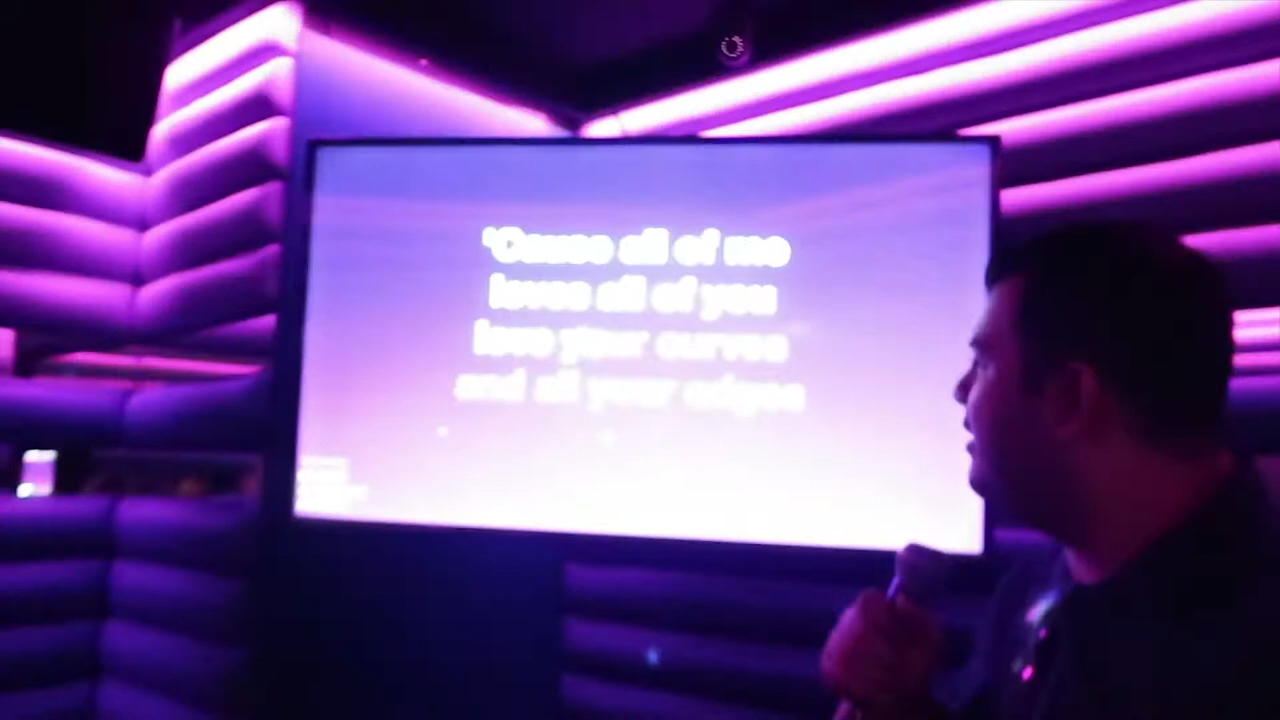 'Cause all of me
loves all of you
love your curves
and all your edges